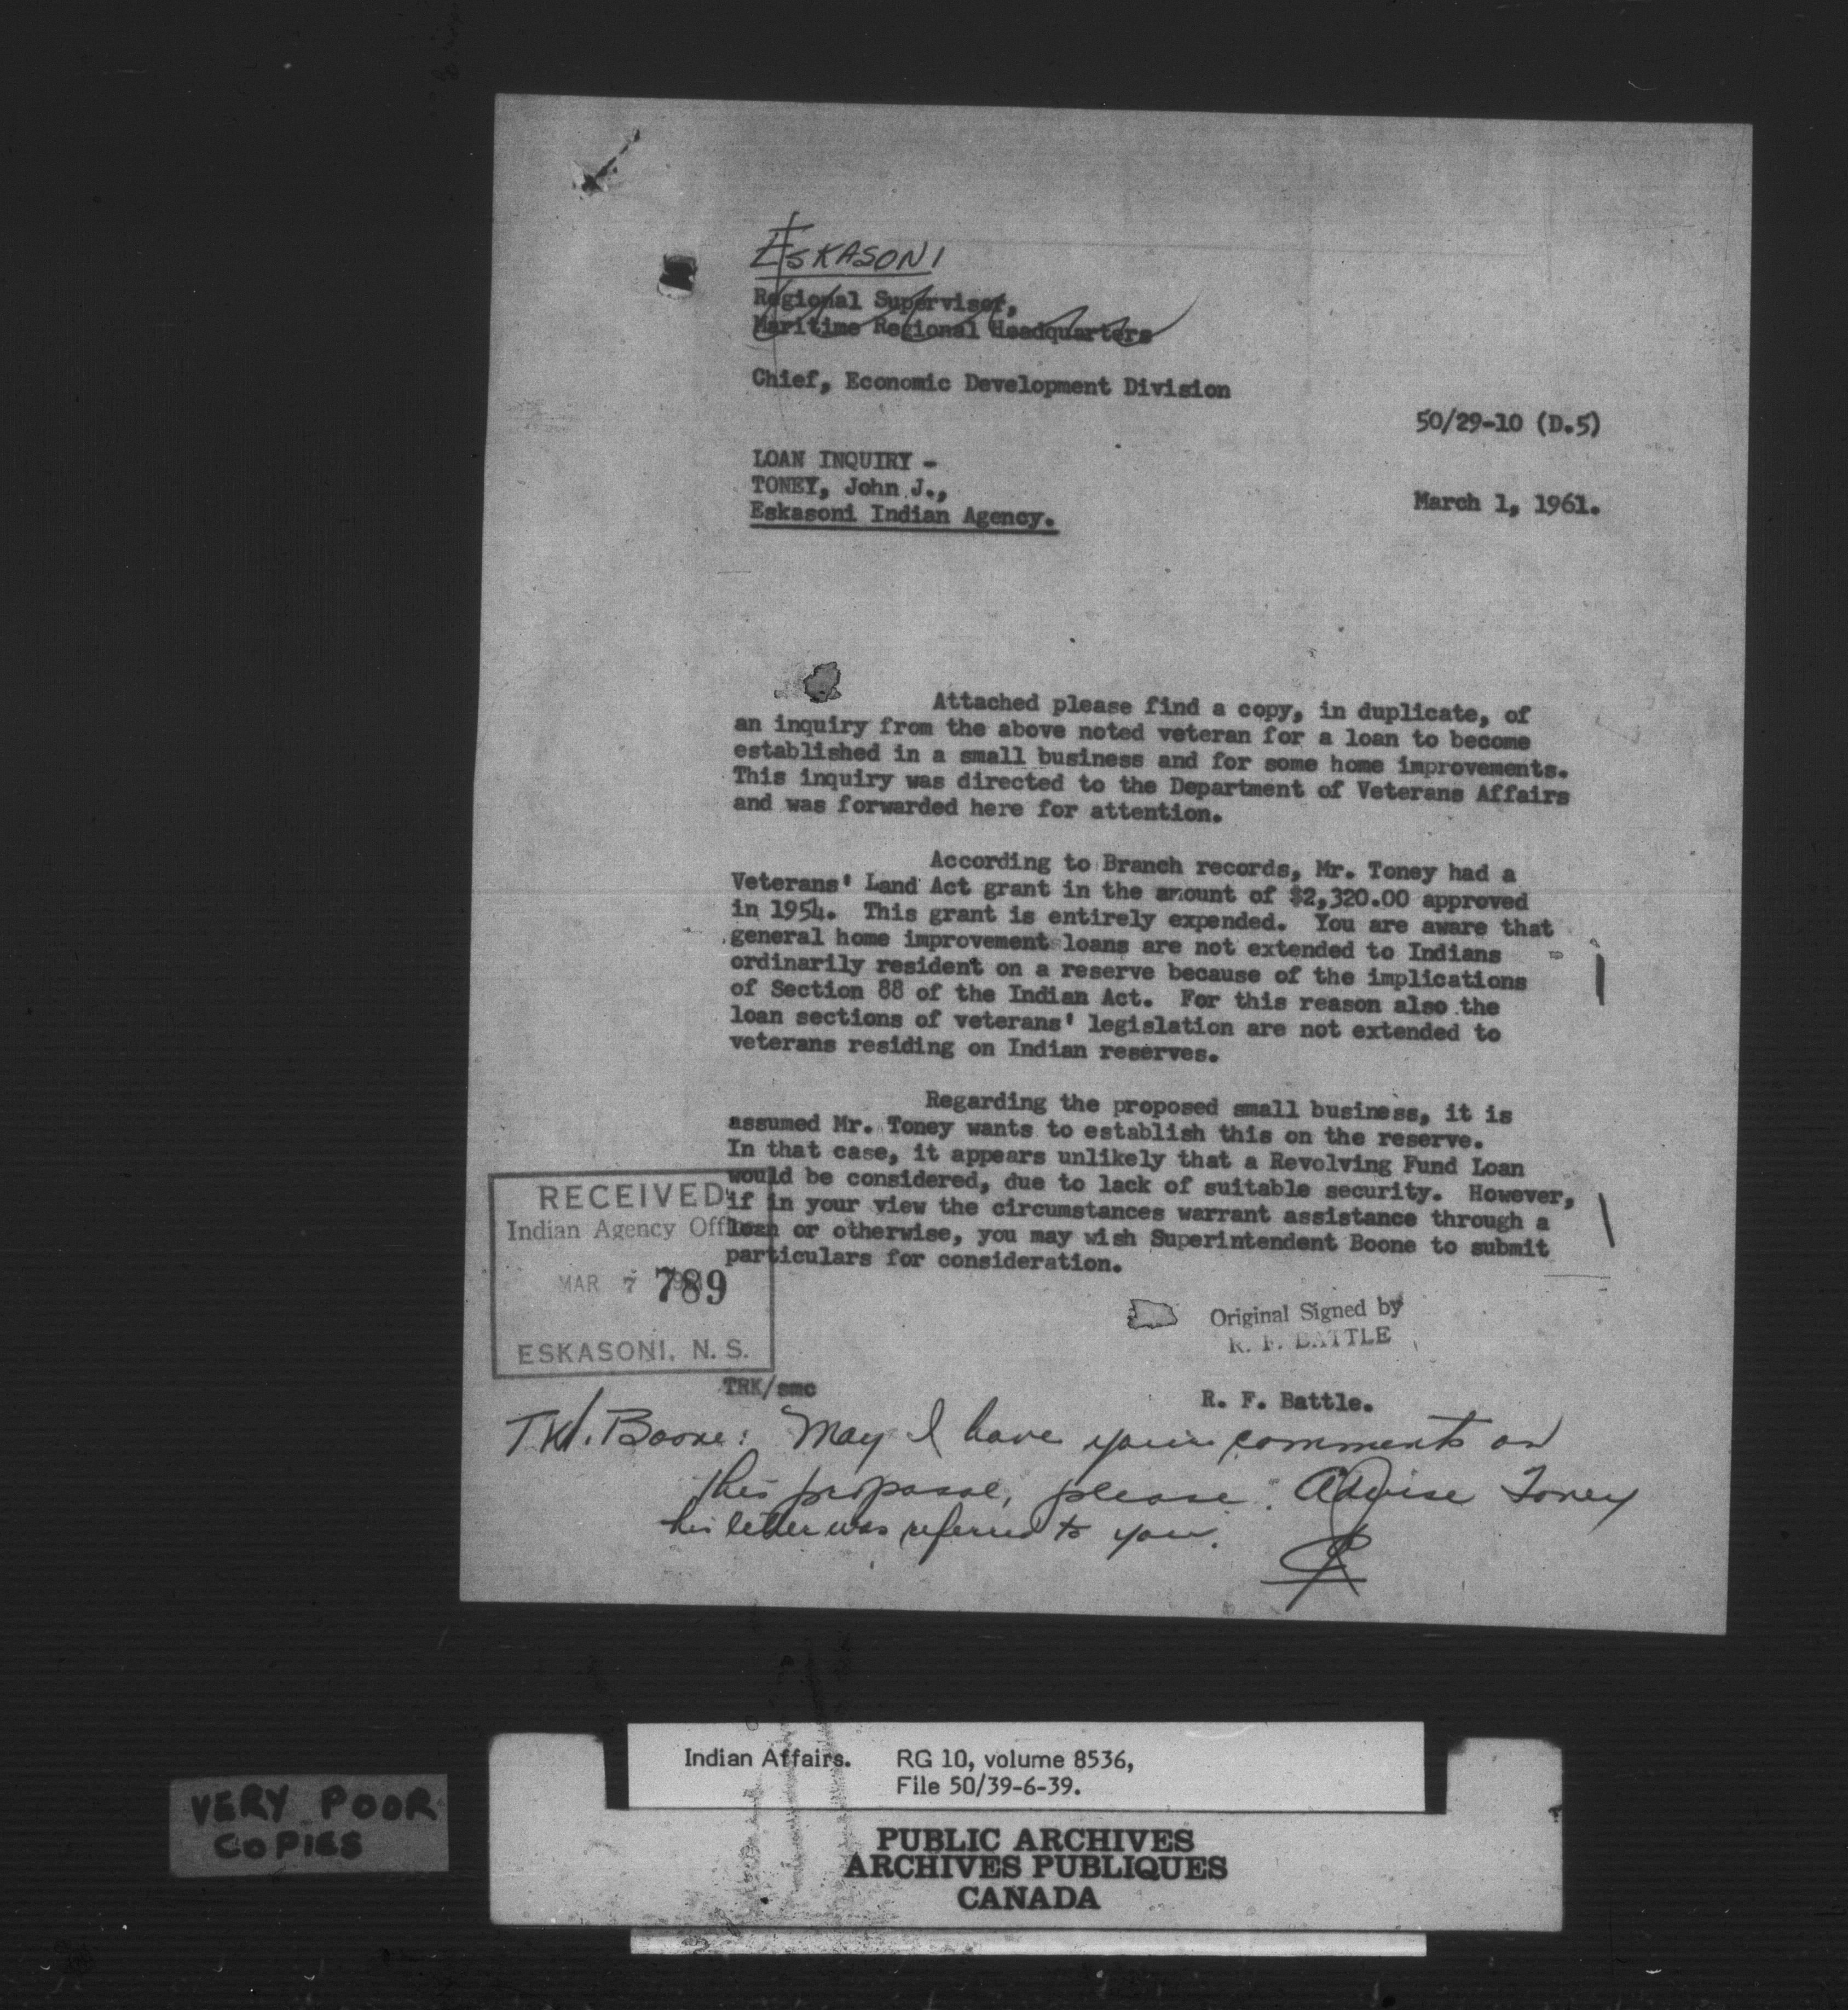 ESKASONI
Regional Supervisor,
Maritime Regional Headquarters
Chief, Economic Development Division
50/29-10 (D.5)
LOAN INQUIRY -
TONEY, John J.,
Eskasoni Indian Agency.
March 1, 1961.
Attached please find a copy, in duplicate, of
an inquiry from the above noted veteran for a loan to become
established in a small business and for some home improvements.
This inquiry was directed to the Department of Veterans Affairs
and was forwarded here for attention.
According to Branch records, Mr. Toney had a
Veterans' Land Act grant in the amount of $2,320.00 approved
in 1954. This grant is entirely expended. You are aware that
general home improvement loans are not extended to Indians
ordinarily resident on a reserve because of the implications
of Section 88 of the Indian Act. For this reason also the
loan sections of veterans' legislation are not extended to
veterans residing on Indian reserves.
Regarding the proposed small business, it is
assumed Mr. Toney wants to establish this on the reserve.
In that case, it appears unlikely that a Revolving Fund Loan
would be considered, due to lack of suitable security. However,
if in your view the circumstances warrant assistance through a
loan or otherwise, you may wish Superintendent Boone to submit
particulars for consideration.
RECEIVED
Indian Agency Office
MAR 7
789
ESKASONI, N. S.
Original Signed by
R. F. BATTLE
TRK/smc
R. F. Battle.
T.W. Boone: May I have your comments on
this proposal, please. Advise Toney
his letter was referred to you.
VERY POOR
COPIES
Indian Affairs. RG 10, volume 8536,
File 50/39-6-39.
PUBLIC ARCHIVES
ARCHIVES PUBLIQUES
CANADA